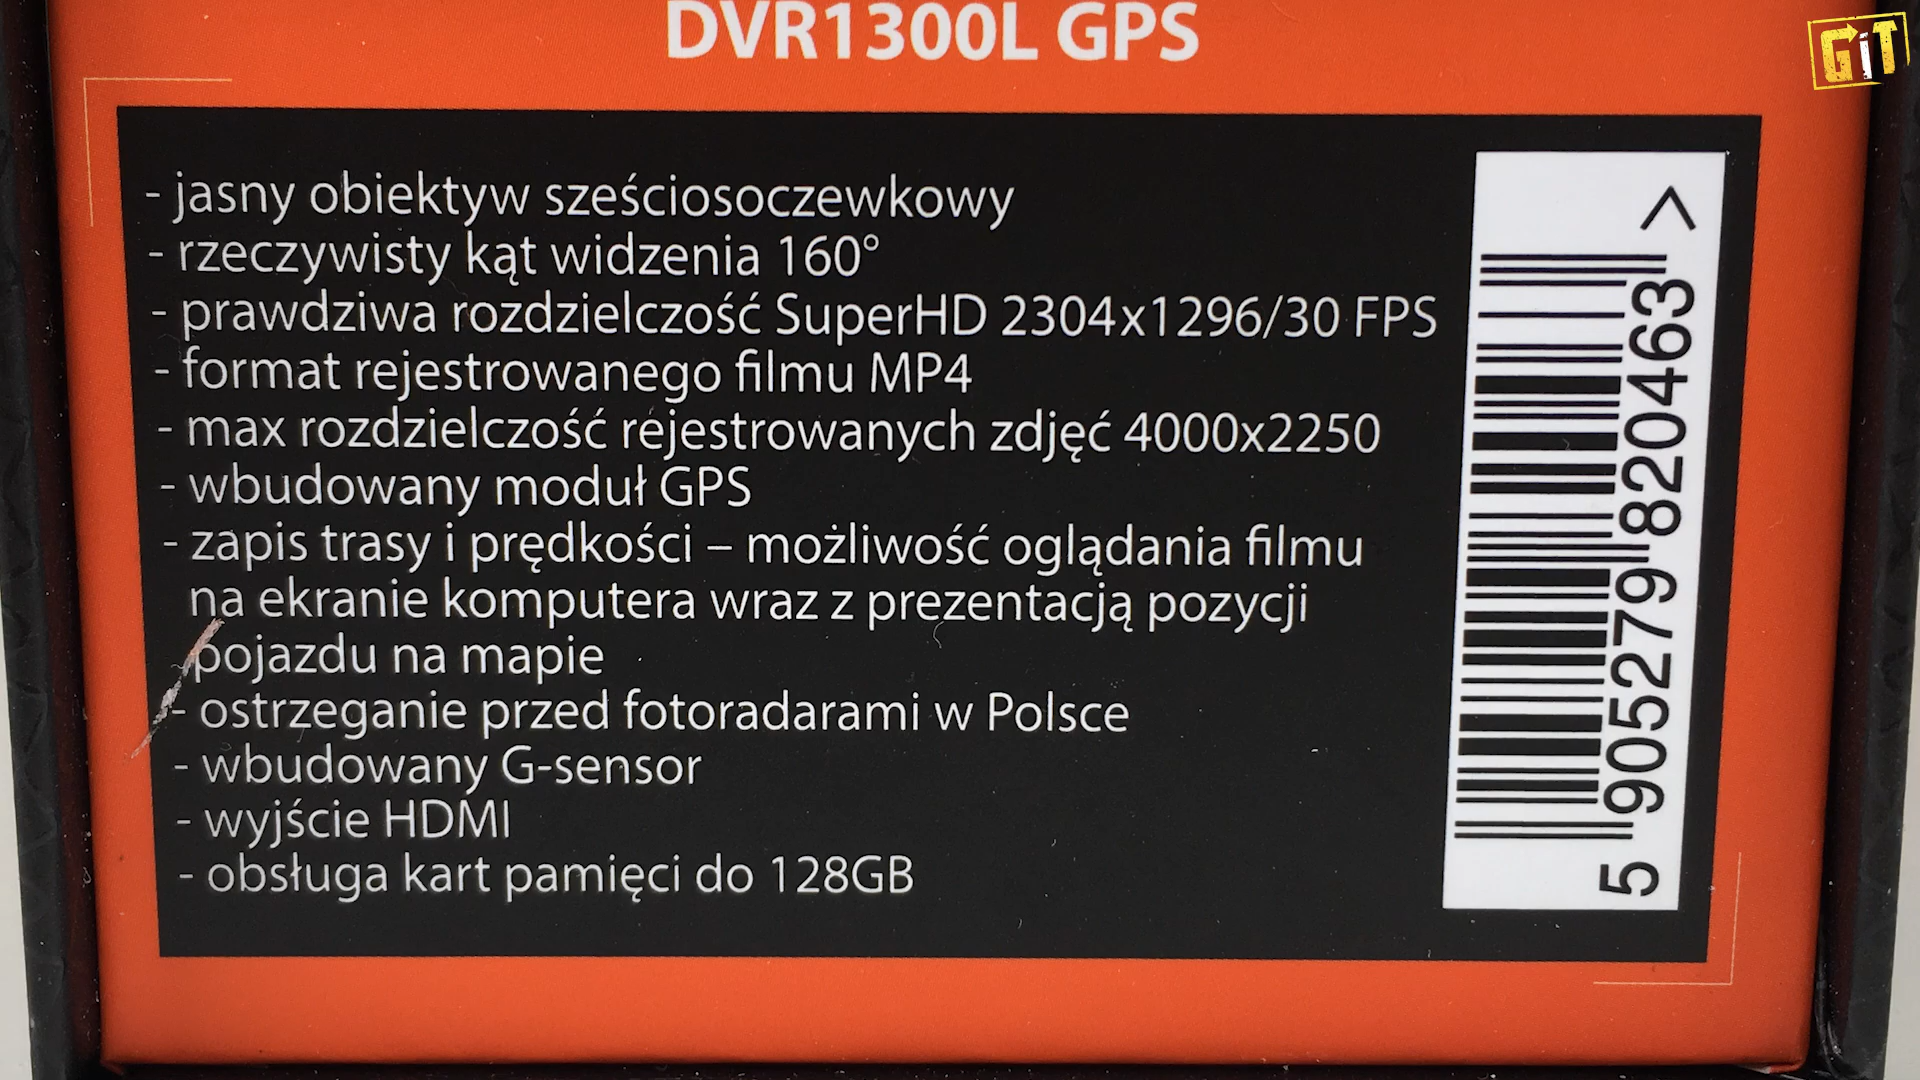 DVR1300L GPS
GiT
- jasny obiektyw sześciosoczewkowy
- rzeczywisty kąt widzenia 160°
- prawdziwa rozdzielczość SuperHD 2304x1296/30 FPS
- format rejestrowanego filmu MP4
- max rozdzielczość rejestrowanych zdjęć 4000x2250
- wbudowany moduł GPS
- zapis trasy i prędkości – możliwość oglądania filmu
na ekranie komputera wraz z prezentacją pozycji
pojazdu na mapie
- ostrzeganie przed fotoradarami w Polsce
- wbudowany G-sensor
- wyjście HDMI
- obsługa kart pamięci do 128GB
5 905279 820463 >